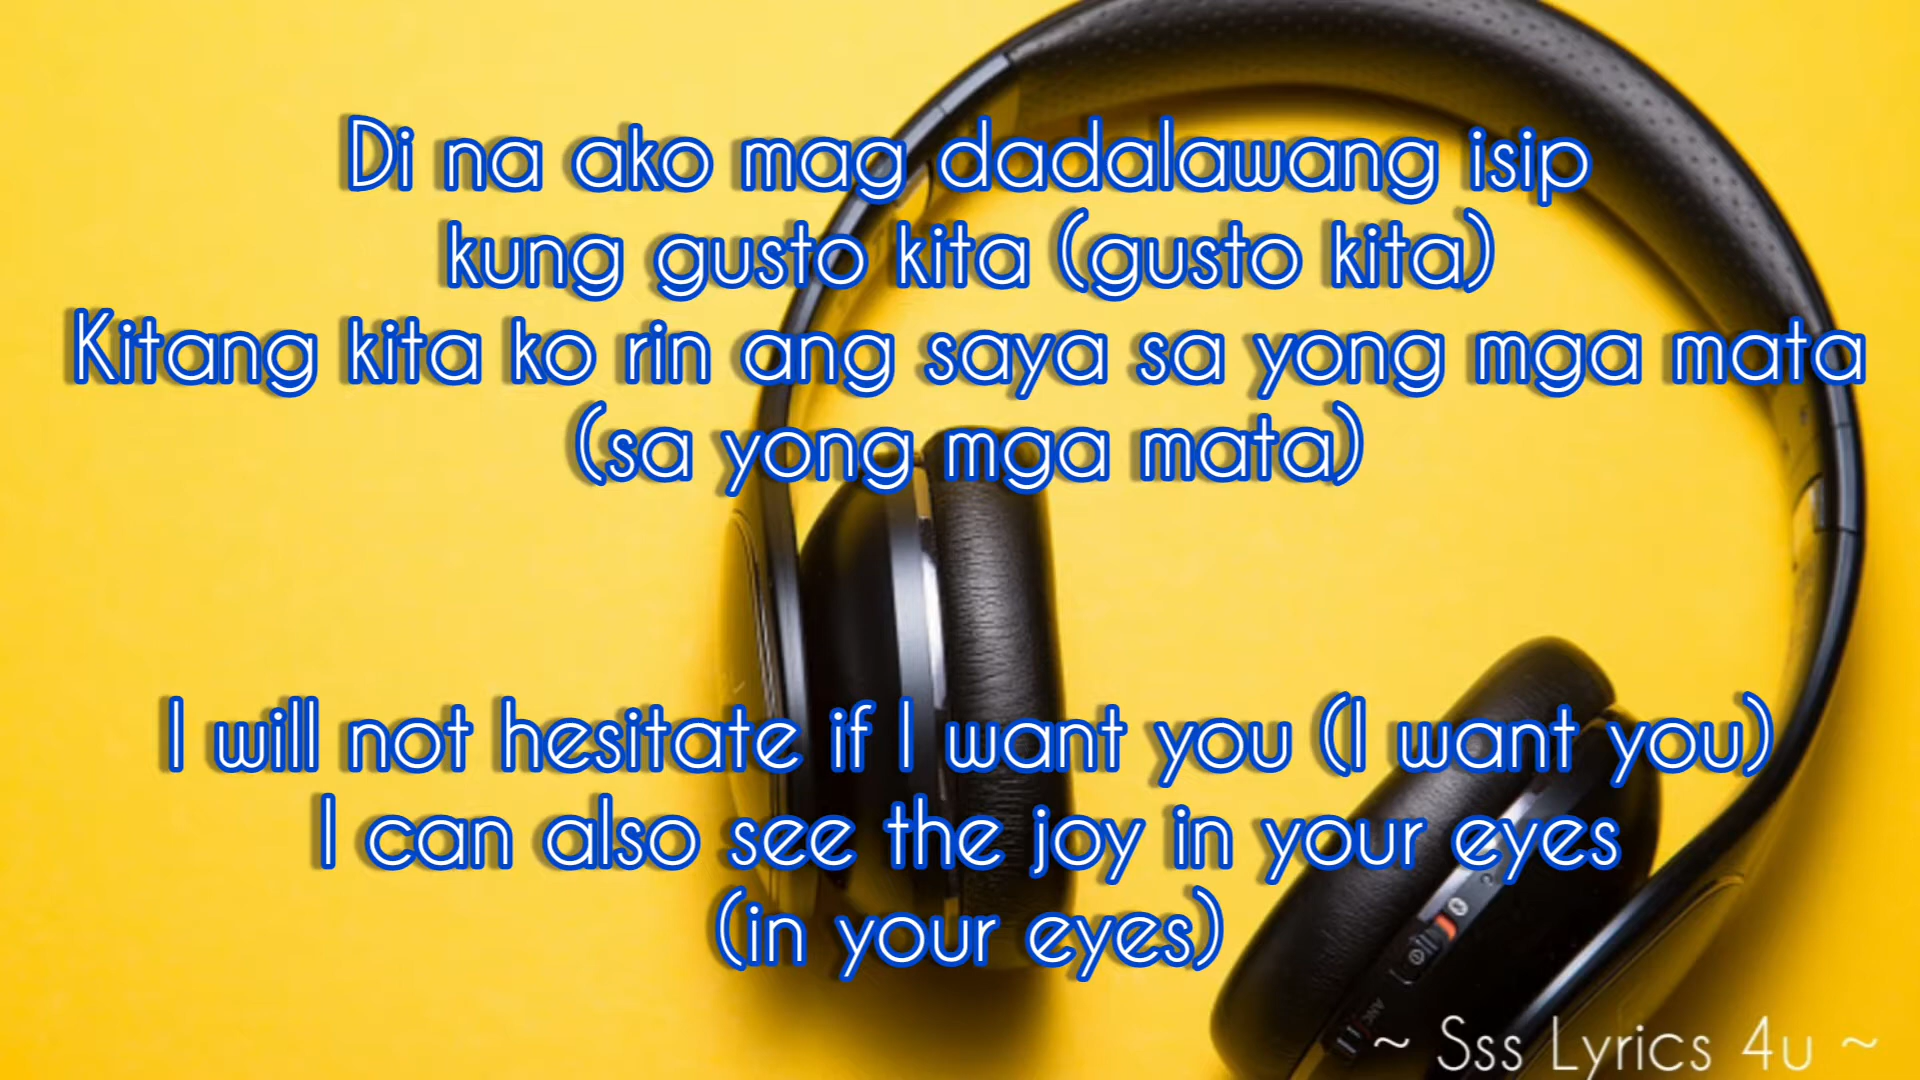 Di na ako mag dadalawang isip
kung gusto kita (gusto kita)
Kitang kita ko rin ang saya sa yong mga mata
(sa yong mga mata)
I will not hesitate if I want you (I want you)
I can also see the joy in your eyes
(in your eyes)
ANC
~ Sss Lyrics 4u ~